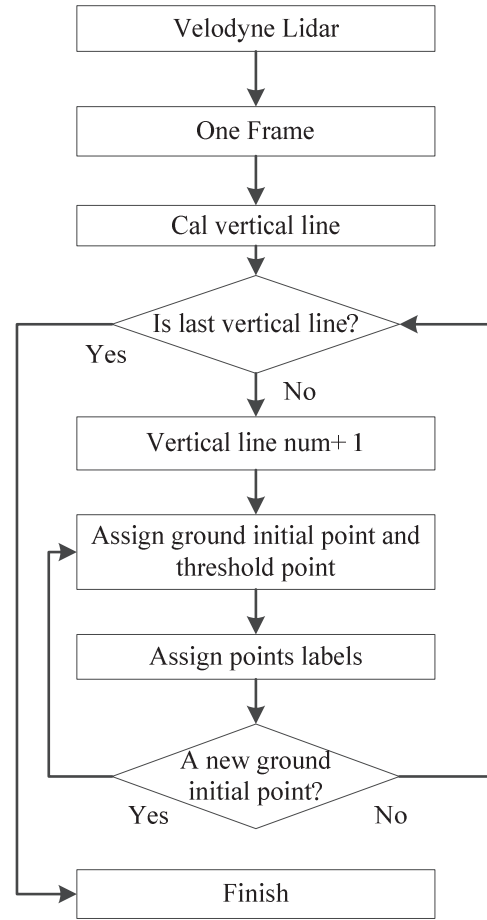 Velodyne Lidar
One Frame
Cal vertical line
Is last vertical line?
Yes
No
Vertical line num+ 1
Assign ground initial point and
threshold point
Assign points labels
A new ground
initial point?
Yes
No
Finish